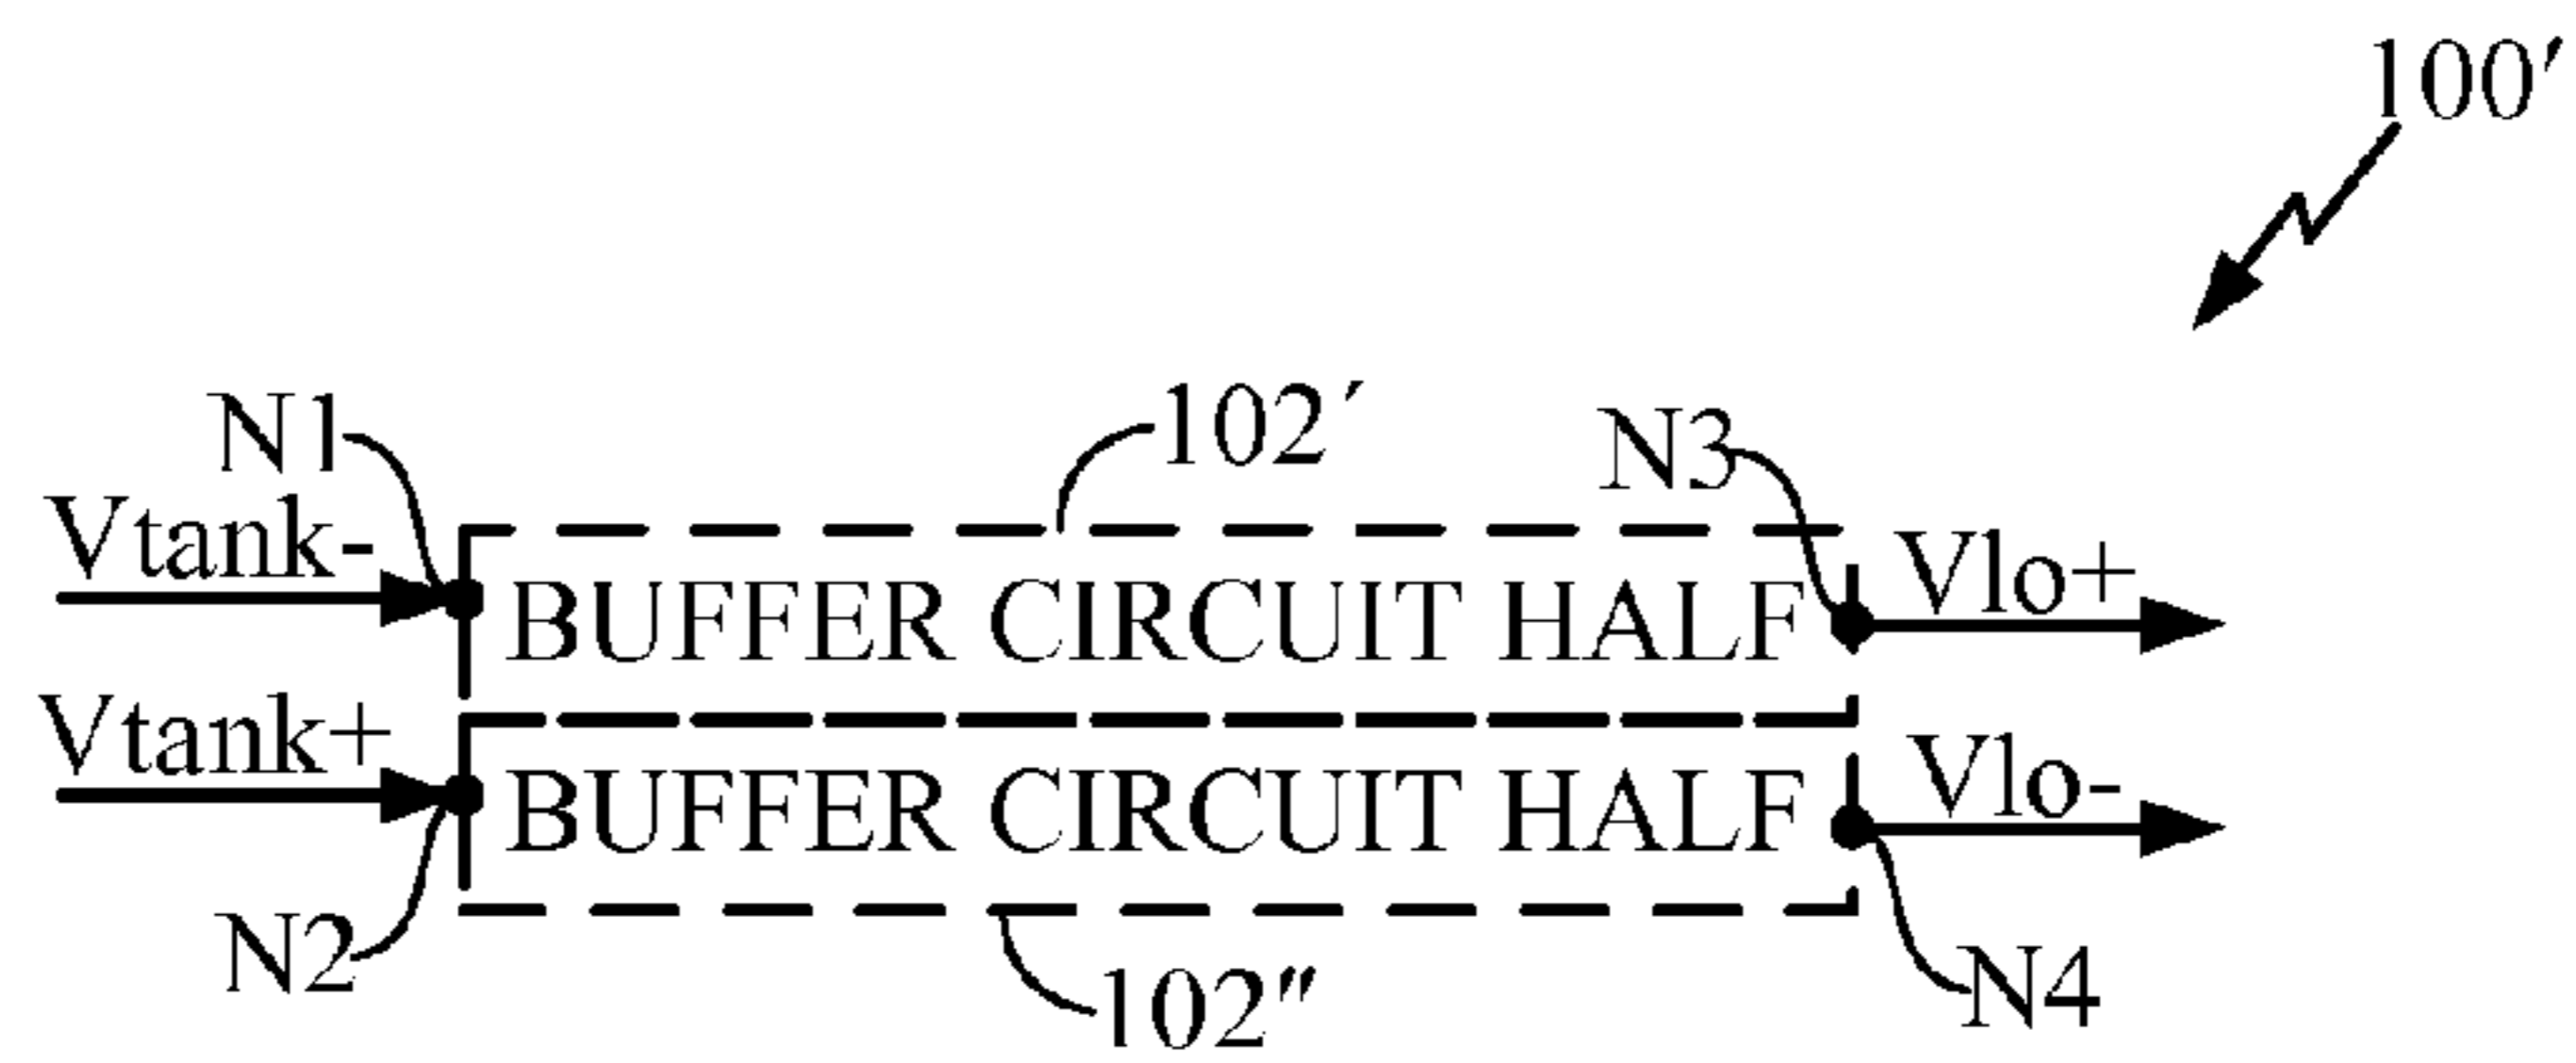 100′
N1
102′
N3
Vtank-
Vlo+
BUFFER CIRCUIT HALF
Vtank+
Vlo-
BUFFER CIRCUIT HALF
N2
102″
N4